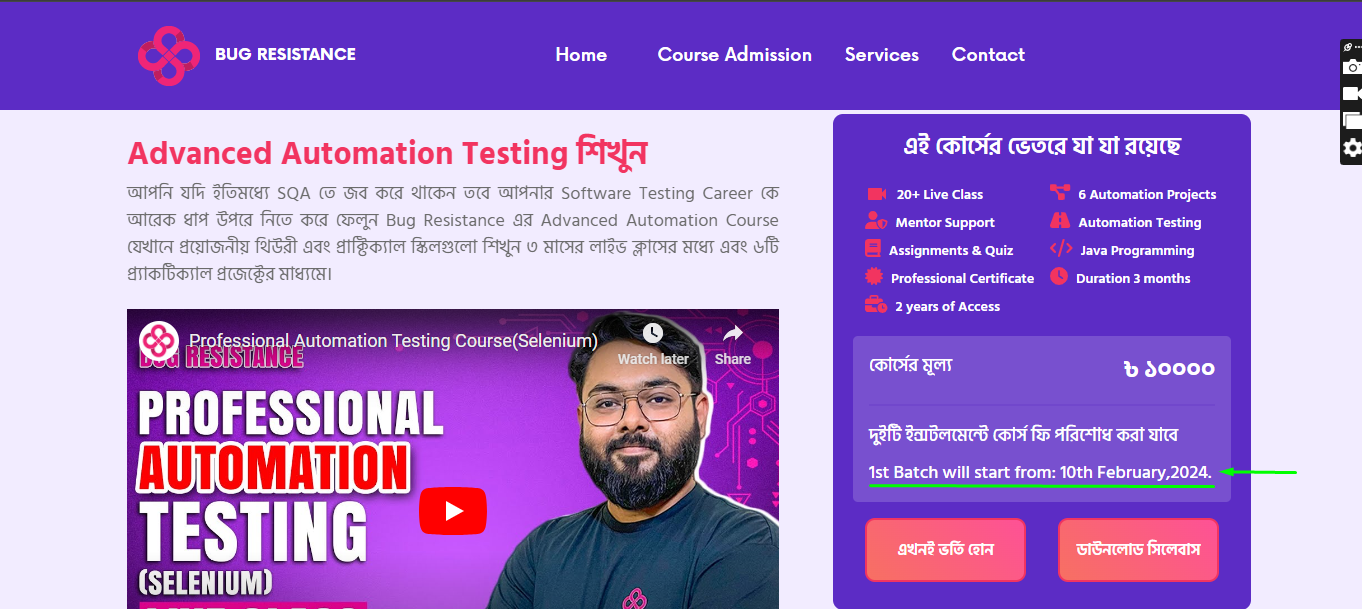 BUG RESISTANCE
Home
Course Admission
Services
Contact
Advanced Automation Testing শিখুন
আপনি যদি ইতিমধ্যে SQA তে জব করে থাকেন তবে আপনার Software Testing Career কে
আরেক ধাপ উপরে নিতে করে ফেলুন Bug Resistance এর Advanced Automation Course
যেখানে প্রয়োজনীয় থিউরী এবং প্রাক্টিক্যাল স্কিলগুলো শিখুন ৩ মাসের লাইভ ক্লাসের মধ্যে এবং ৬টি
প্র্যাকটিক্যাল প্রজেক্টের মাধ্যমে।
Professional Automation Testing Course(Selenium)
Watch later
Share
BUG RESISTANCE
PROFESSIONAL
AUTOMATION
TESTING
(SELENIUM)
এই কোর্সের ভেতরে যা যা রয়েছে
20+ Live Class
6 Automation Projects
Mentor Support
Automation Testing
Assignments & Quiz
Java Programming
Professional Certificate
Duration 3 months
2 years of Access
কোর্সের মূল্য
৳ ১০০০০
দুইটি ইন্সটলমেন্টে কোর্স ফি পরিশোধ করা যাবে
1st Batch will start from: 10th February,2024.
এখনই ভর্তি হোন
ডাউনলোড সিলেবাস